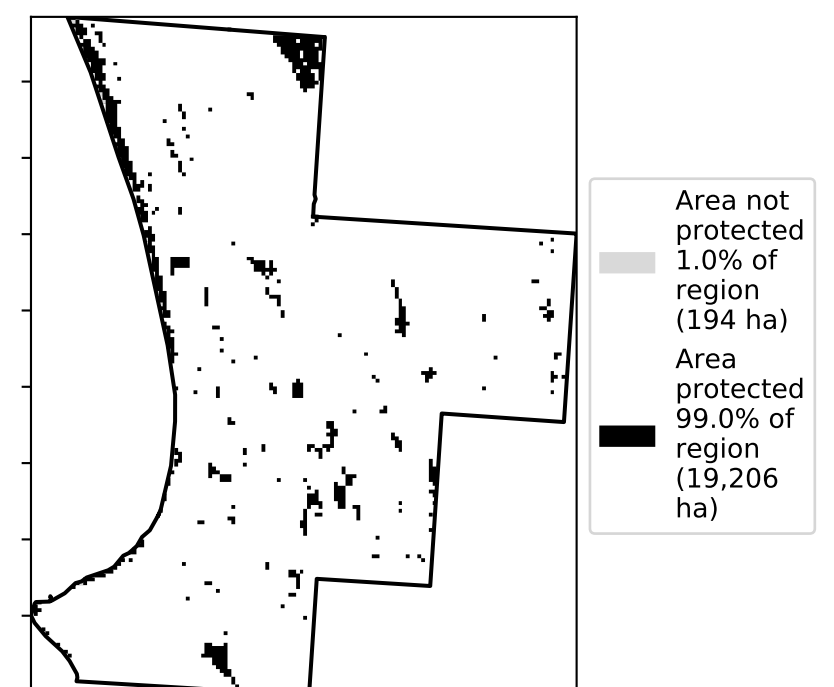 Area not
protected
1.0% of
region
(194 ha)
Area
protected
99.0% of
region
(19,206
ha)